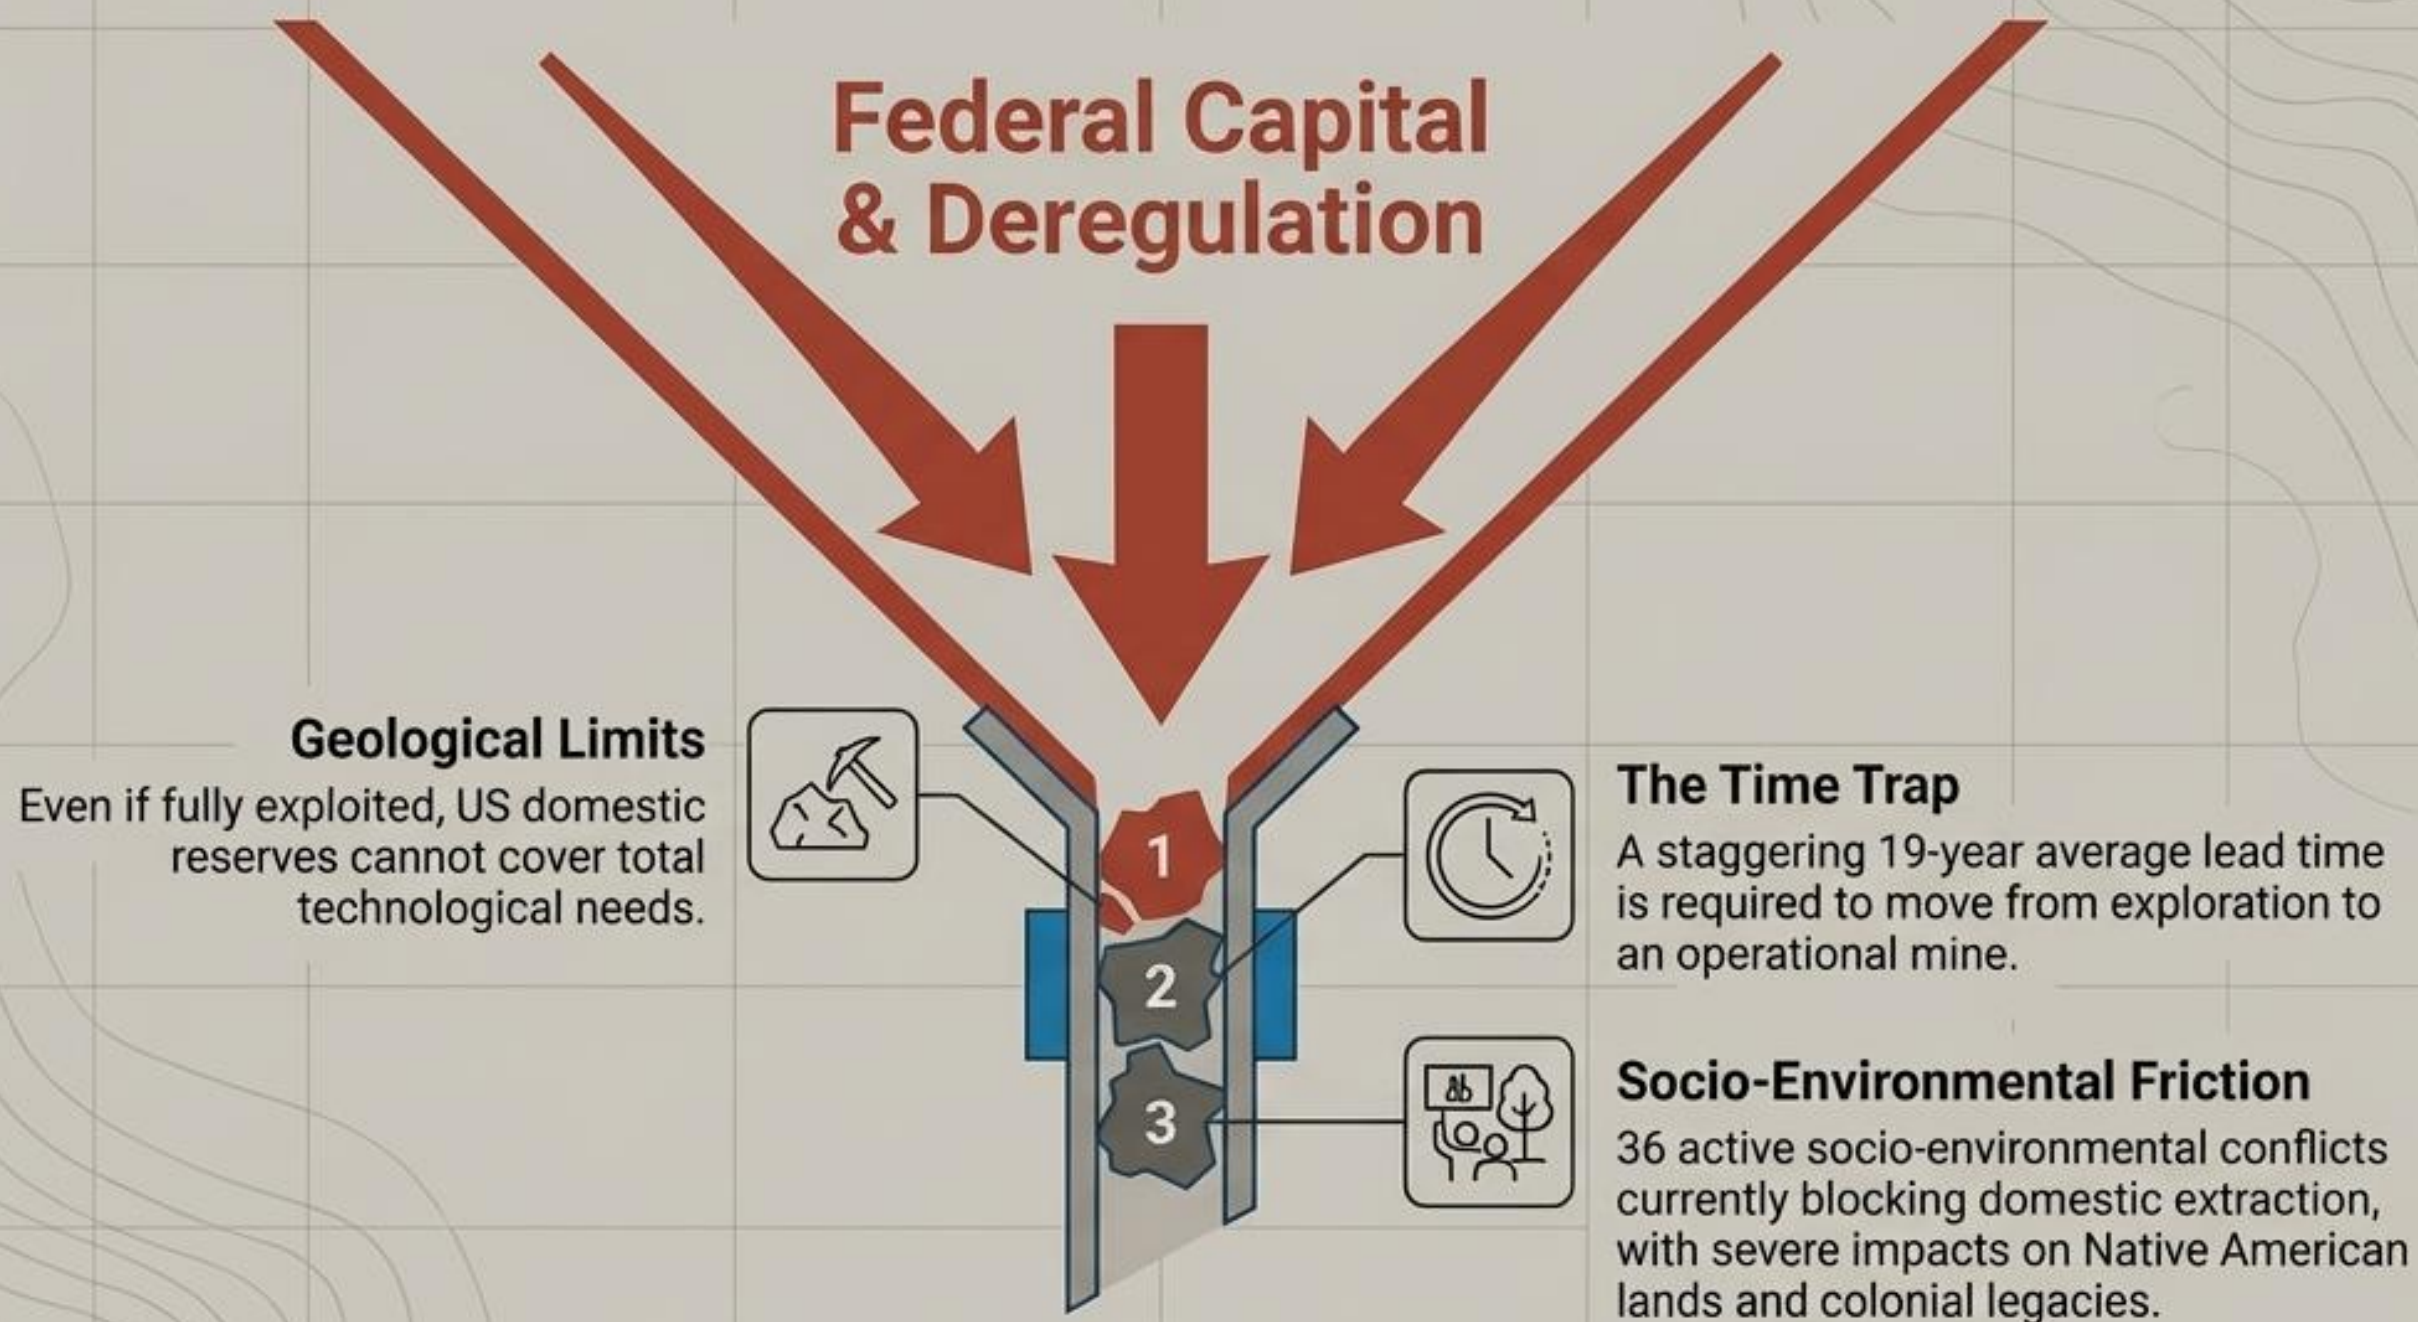 Federal Capital
& Deregulation
Geological Limits
Even if fully exploited, US domestic
reserves cannot cover total
technological needs.
1
2
3
The Time Trap
A staggering 19-year average lead time
is required to move from exploration to
an operational mine.
Socio-Environmental Friction
36 active socio-environmental conflicts
currently blocking domestic extraction,
with severe impacts on Native American
lands and colonial legacies.